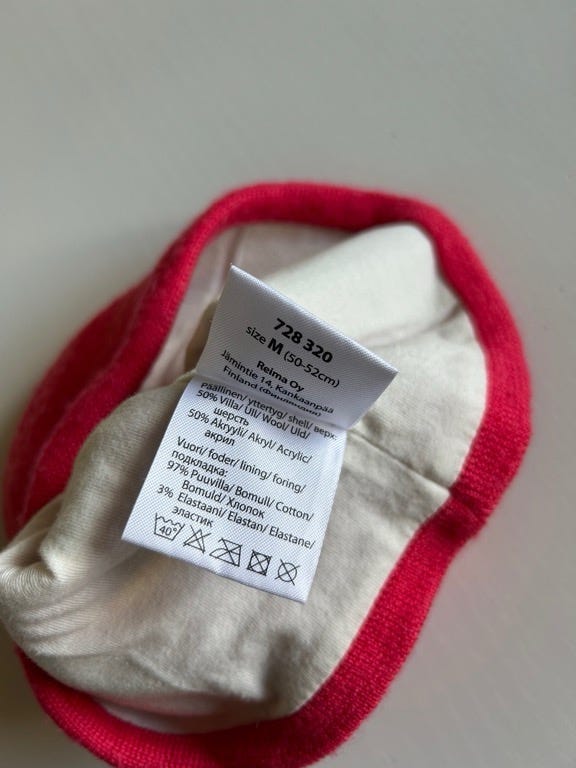 728 320
size M (50-52cm)
Reima Oy
Jämintie 14, Kankaanpää
Finland (Финляндия)
Päällinen/ yttertyg/ shell/ верх:
50% Villa/ Ull/ Wool/ Uld/
шерсть
50% Akryyli/ Akryl/ Acrylic/
акрил
Vuori/ foder/ lining/ foring/
подкладка:
97% Puuvilla/ Bomull/ Cotton/
Bomuld/ Хлопок
3% Elastaani/ Elastan/ Elastane/
эластик
40°